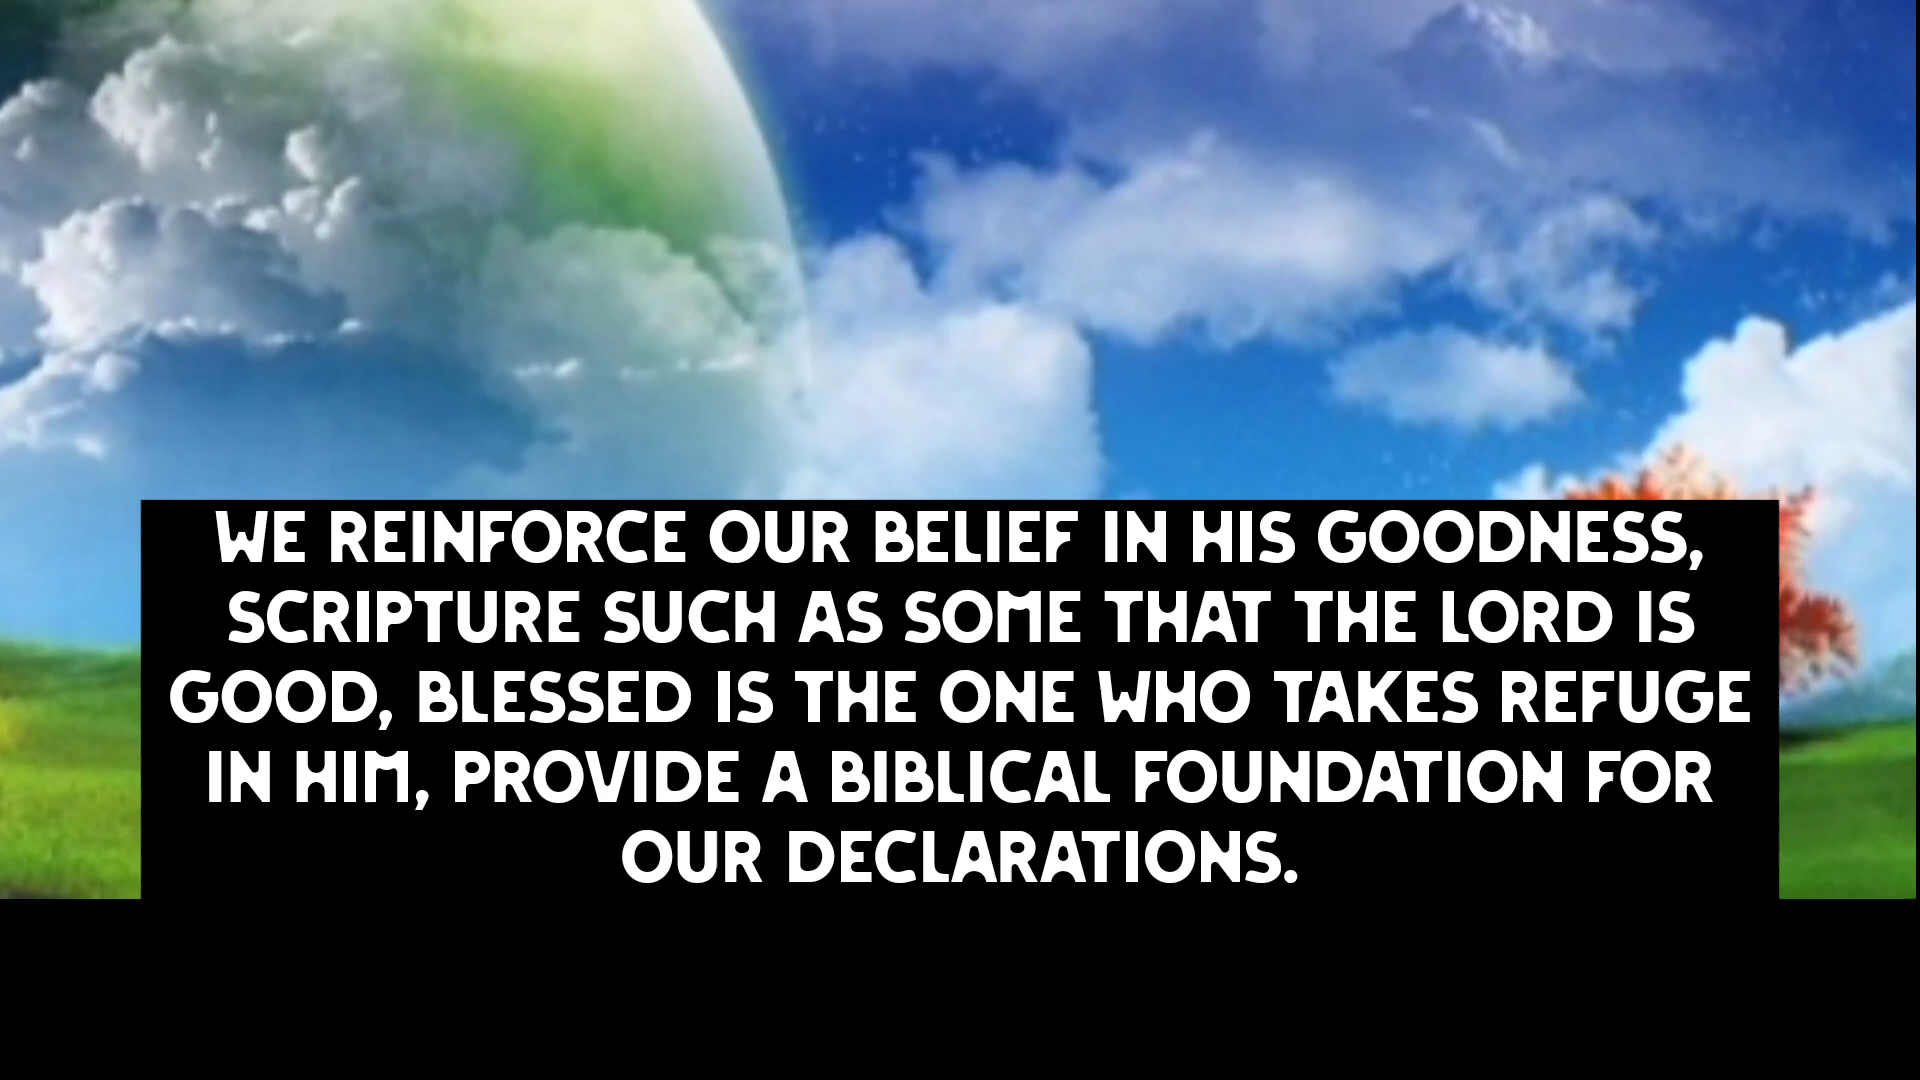 WE REINFORCE OUR BELIEF IN HIS GOODNESS,
SCRIPTURE SUCH AS SOME THAT THE LORD IS
GOOD, BLESSED IS THE ONE WHO TAKES REFUGE
IN HIM, PROVIDE A BIBLICAL FOUNDATION FOR
OUR DECLARATIONS.